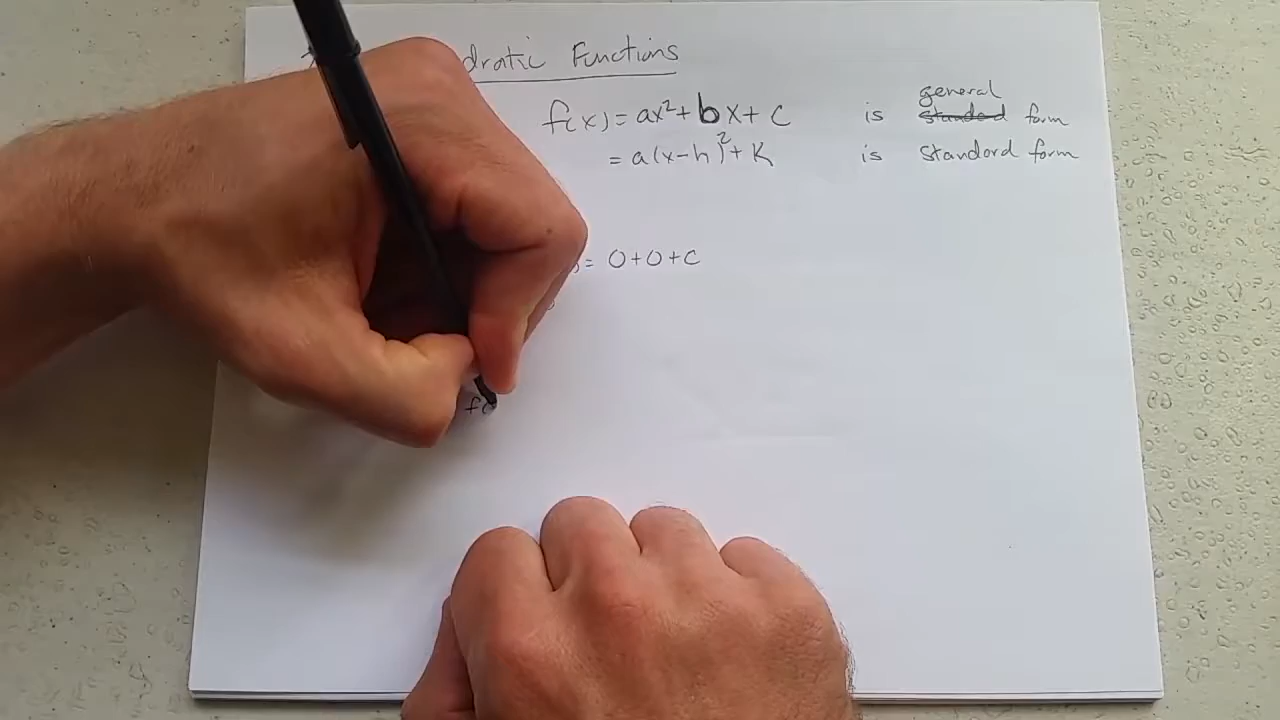 dratic Functions
f(x) = ax²+bx+c is general standard form
= a(x-h)²+k is standard form
)= 0+0+c
f(